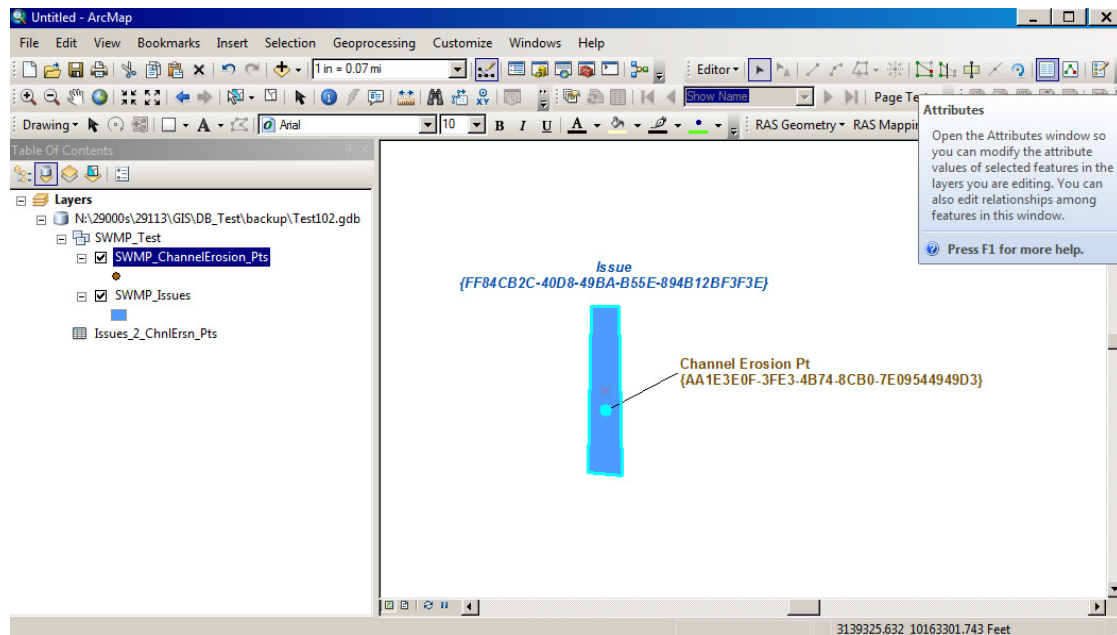 Untitled - ArcMap
File Edit View Bookmarks Insert Selection Geoprocessing Customize Windows Help
1 in = 0.07 mi
Editor
Show Name
Page Te
Drawing
A
Arial
10
B I U A
RAS Geometry
RAS Mappin
Attributes
Open the Attributes window so
you can modify the attribute
values of selected features in the
layers you are editing. You can
also edit relationships among
features in this window.
Press F1 for more help.
Table Of Contents
Layers
N:\29000s\29113\GIS\DB_Test\backup\Test102.gdb
SWMP_Test
SWMP_ChannelErosion_Pts
SWMP_Issues
Issues_2_ChnlErsn_Pts
Issue
{FF84CB2C-40D8-49BA-B55E-894B12BF3F3E}
Channel Erosion Pt
{AA1E3E0F-3FE3-4B74-8CB0-7E09544949D3}
3139325.632 10163301.743 Feet